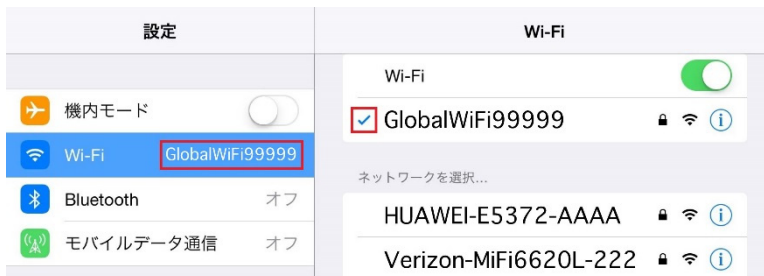 設定
機内モード
Wi-Fi GlobalWiFi99999
Bluetooth オフ
モバイルデータ通信 オフ
Wi-Fi
Wi-Fi
GlobalWiFi99999
ネットワークを選択...
HUAWEI-E5372-AAAA
Verizon-MiFi6620L-222